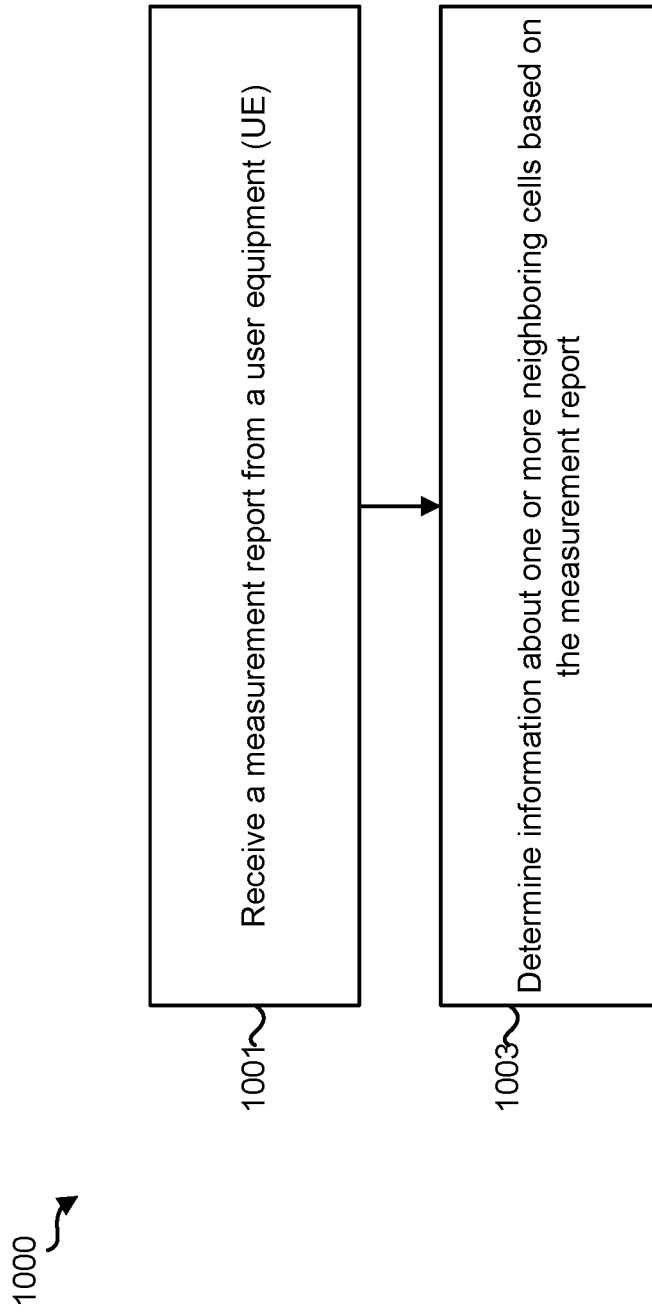 1000
1001
Receive a measurement report from a user equipment (UE)
1003
Determine information about one or more neighboring cells based on
the measurement report